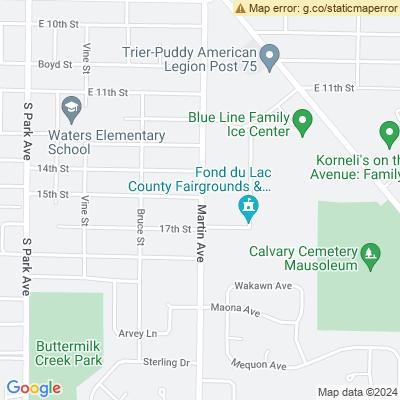 Map error: g.co/staticmaperror
E 10th St
Vine St
Boyd St
Trier-Puddy American
Legion Post 75
E 11th St
E 11th St
S Park Ave
Waters Elementary
School
Blue Line Family
Ice Center
Korneli's on th
Avenue: Family
14th St
15th St
Fond du Lac
County Fairgrounds &...
Vine St
Bruce St
17th St
Martin Ave
S Park Ave
Calvary Cemetery
Mausoleum
Wakawn Ave
Maona Ave
Arvey Ln
Buttermilk
Creek Park
Sterling Dr
Mequon Ave
Google
Map data ©2024